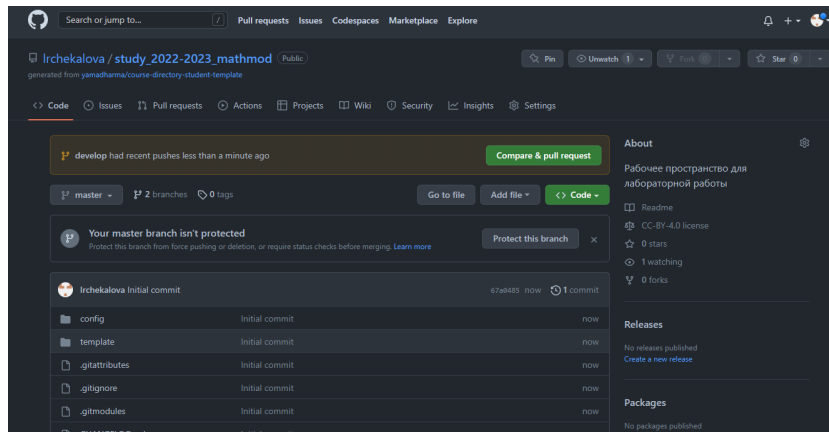 Search or jump to... / Pull requests Issues Codespaces Marketplace Explore
lrchekalova / study_2022-2023_mathmod Public Pin Unwatch 1 Fork 0 Star 0
generated from yamadharma/course-directory-student-template
Code Issues Pull requests Actions Projects Wiki Security Insights Settings
develop had recent pushes less than a minute ago Compare & pull request
master 2 branches 0 tags Go to file Add file Code
Your master branch isn't protected
Protect this branch from force pushing or deletion, or require status checks before merging. Learn more
Protect this branch
lrchekalova Initial commit 67a0485 now 1 commit
config Initial commit now
template Initial commit now
.gitattributes Initial commit now
.gitignore Initial commit now
.gitmodules Initial commit now
About
Рабочее пространство для
лабораторной работы
Readme
CC-BY-4.0 license
0 stars
1 watching
0 forks
Releases
No releases published
Create a new release
Packages
No packages published